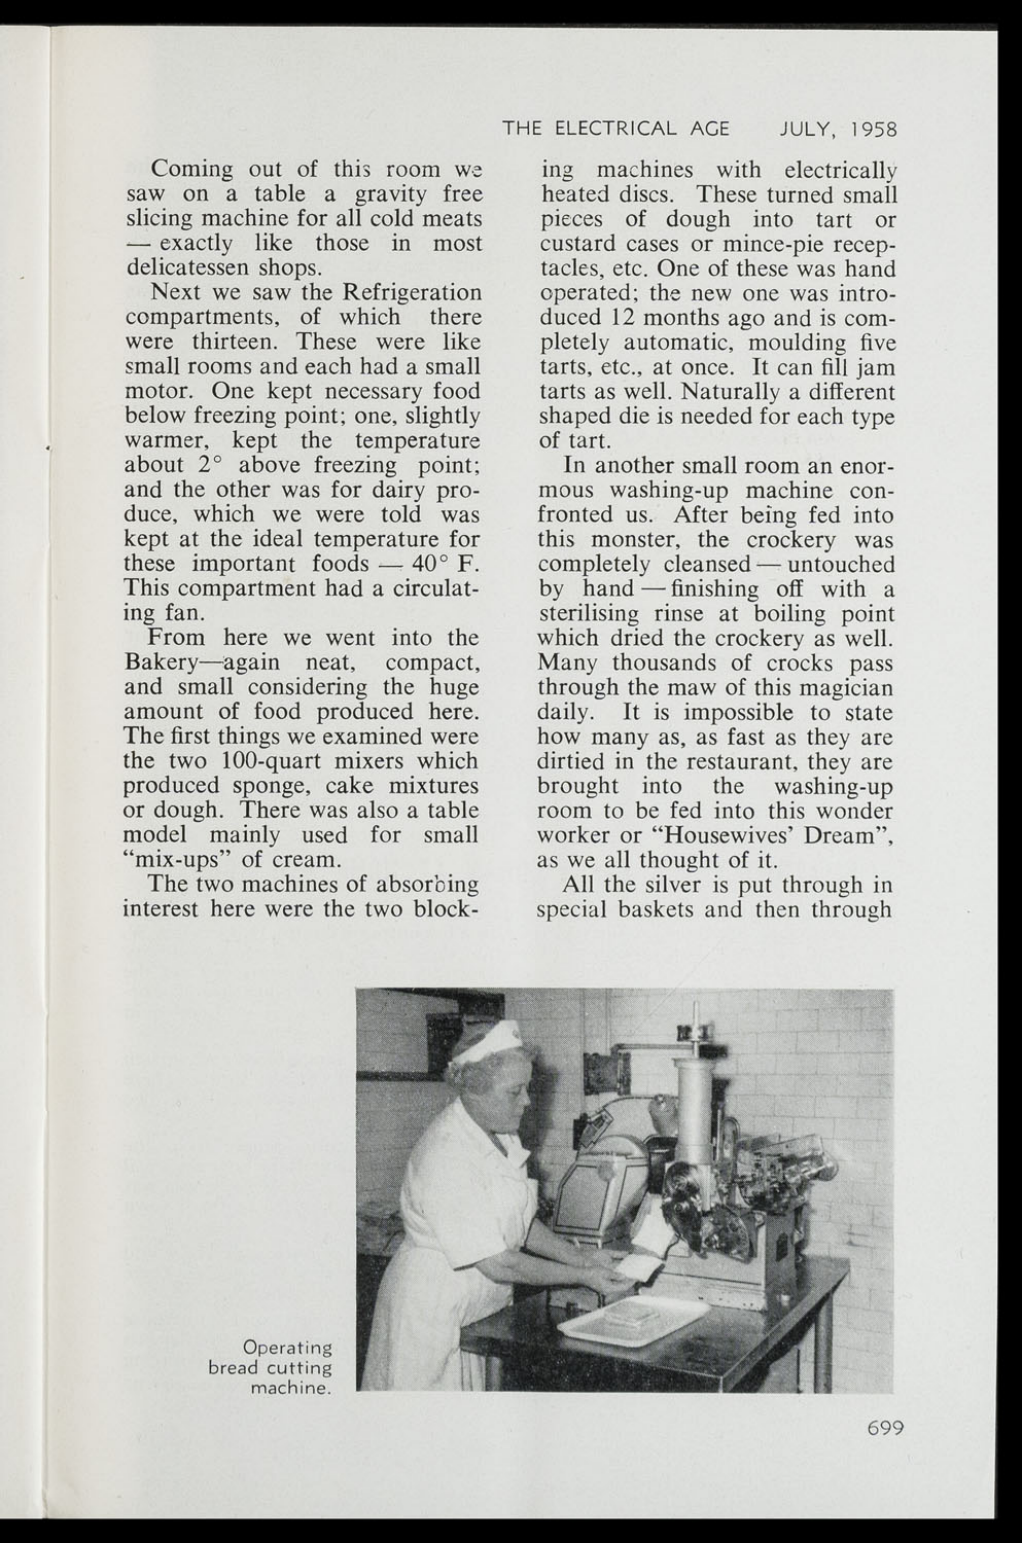 THE ELECTRICAL AGE JULY, 1958
Coming out of this room we
saw on a table a gravity free
slicing machine for all cold meats
— exactly like those in most
delicatessen shops.
Next we saw the Refrigeration
compartments, of which there
were thirteen. These were like
small rooms and each had a small
motor. One kept necessary food
below freezing point; one, slightly
warmer, kept the temperature
about 2° above freezing point;
and the other was for dairy pro-
duce, which we were told was
kept at the ideal temperature for
these important foods — 40° F.
This compartment had a circulat-
ing fan.
From here we went into the
Bakery—again neat, compact,
and small considering the huge
amount of food produced here.
The first things we examined were
the two 100-quart mixers which
produced sponge, cake mixtures
or dough. There was also a table
model mainly used for small
“mix-ups” of cream.
The two machines of absorbing
interest here were the two block-
ing machines with electrically
heated discs. These turned small
pieces of dough into tart or
custard cases or mince-pie recep-
tacles, etc. One of these was hand
operated; the new one was intro-
duced 12 months ago and is com-
pletely automatic, moulding five
tarts, etc., at once. It can fill jam
tarts as well. Naturally a different
shaped die is needed for each type
of tart.
In another small room an enor-
mous washing-up machine con-
fronted us. After being fed into
this monster, the crockery was
completely cleansed — untouched
by hand — finishing off with a
sterilising rinse at boiling point
which dried the crockery as well.
Many thousands of crocks pass
through the maw of this magician
daily. It is impossible to state
how many as, as fast as they are
dirtied in the restaurant, they are
brought into the washing-up
room to be fed into this wonder
worker or “Housewives’ Dream”,
as we all thought of it.
All the silver is put through in
special baskets and then through
Operating
bread cutting
machine.
699